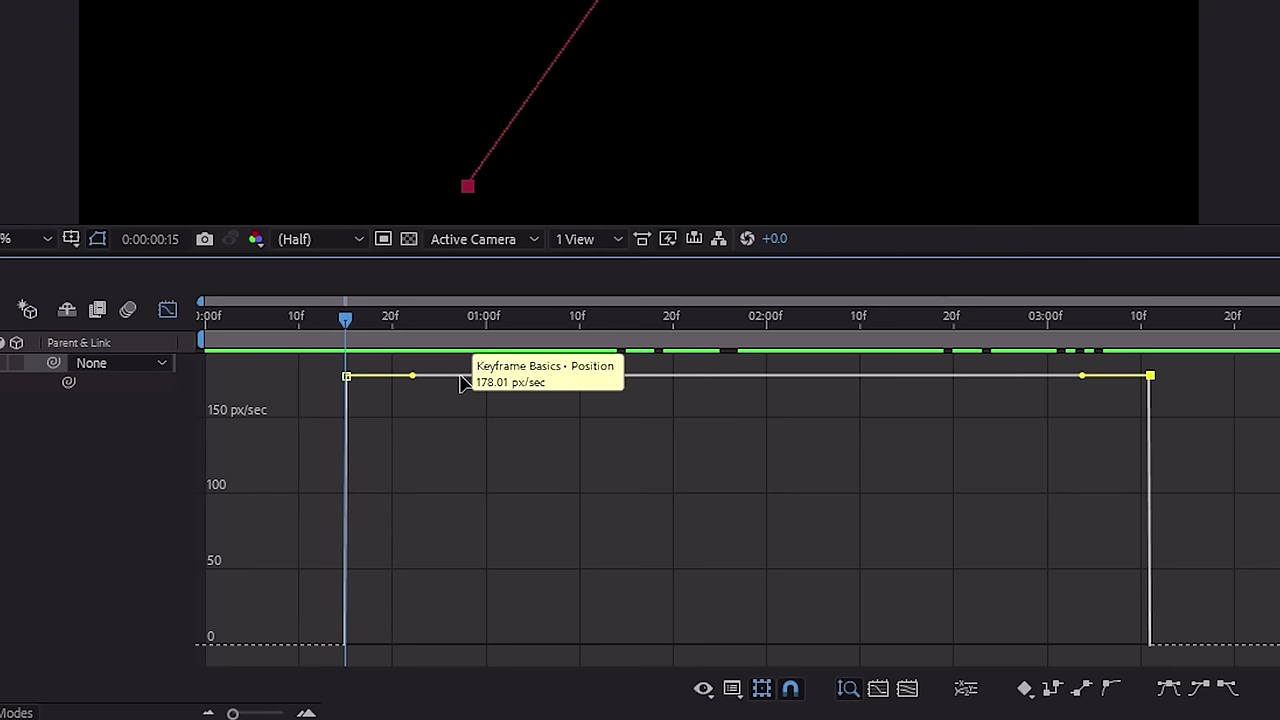 %
0:00:00:15
(Half)
Active Camera
1 View
+0.0
0:00f
10f
20f
01:00f
10f
20f
02:00f
10f
20f
03:00f
10f
20f
Parent & Link
None
Keyframe Basics • Position
178.01 px/sec
150 px/sec
100
50
0
Modes